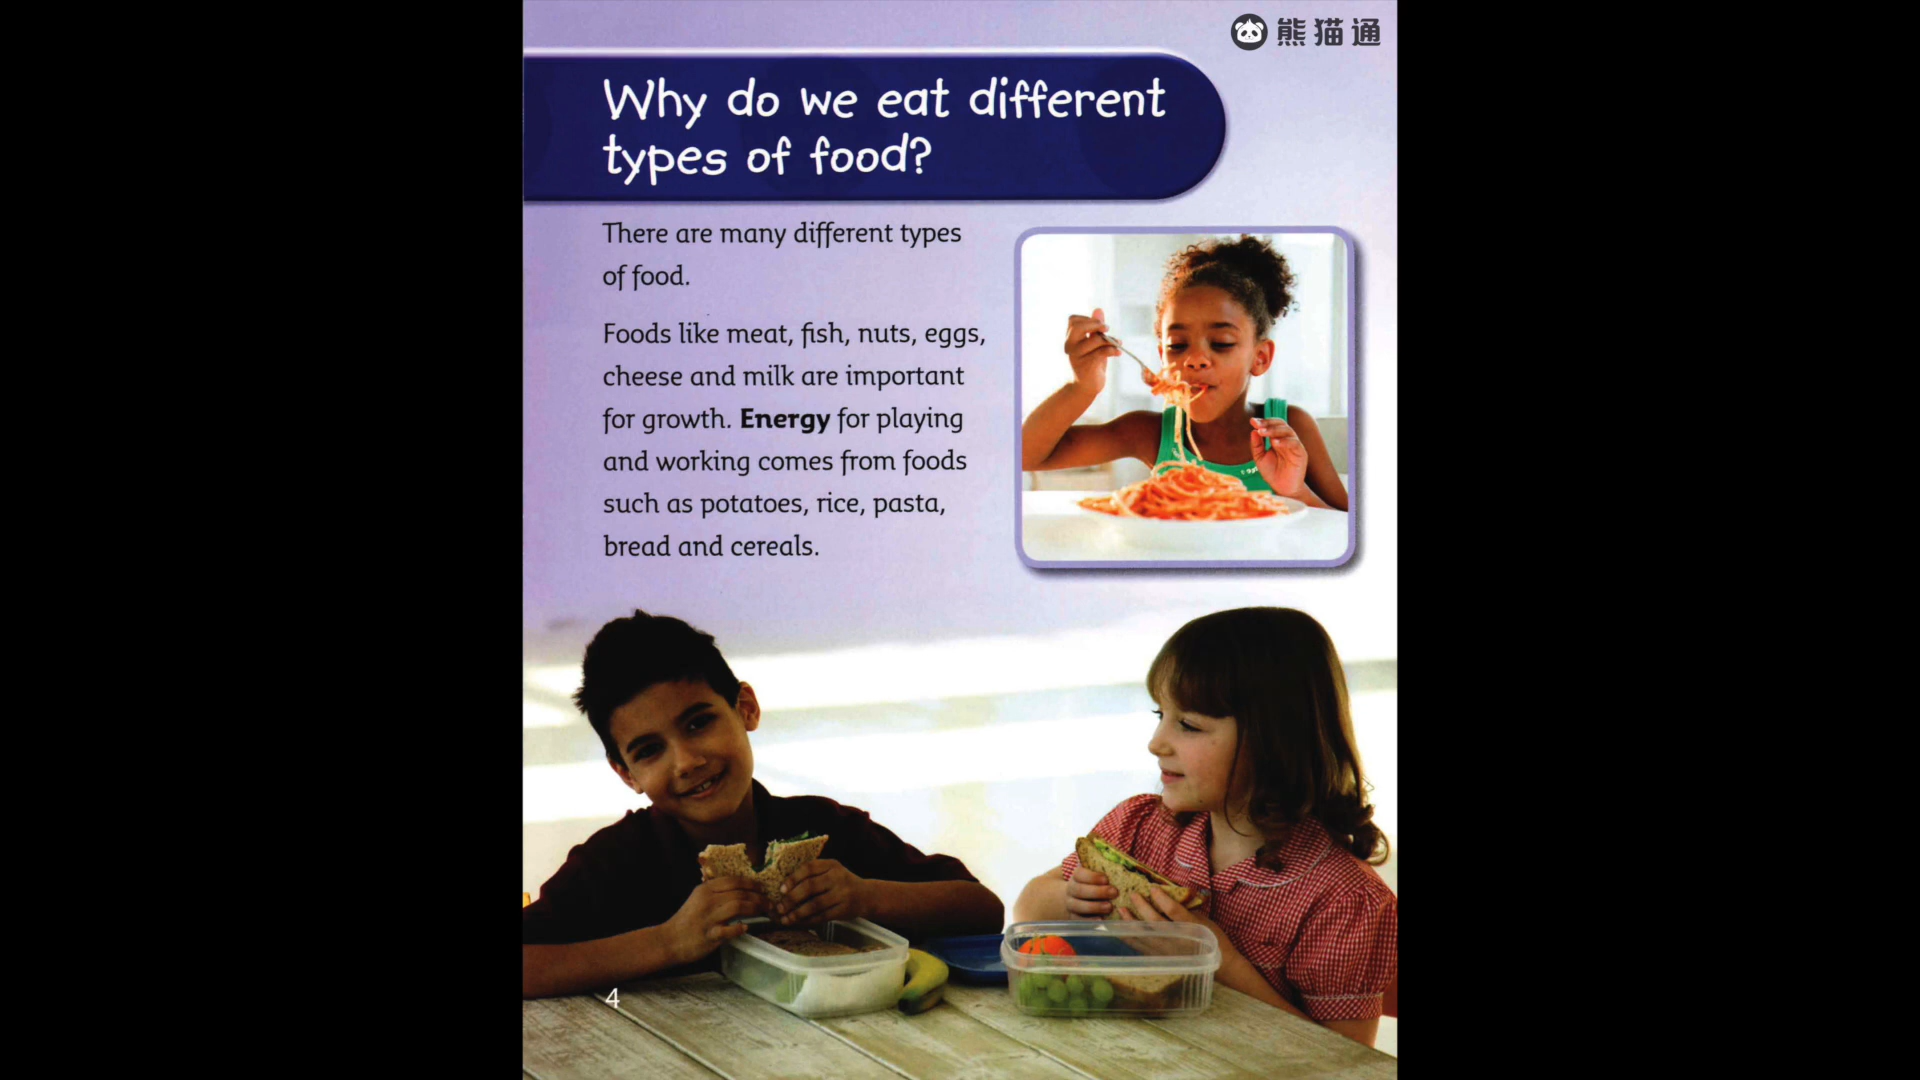 熊猫通
Why do we eat different
types of food?
There are many different types
of food.
Foods like meat, fish, nuts, eggs,
cheese and milk are important
for growth. Energy for playing
and working comes from foods
such as potatoes, rice, pasta,
bread and cereals.
4